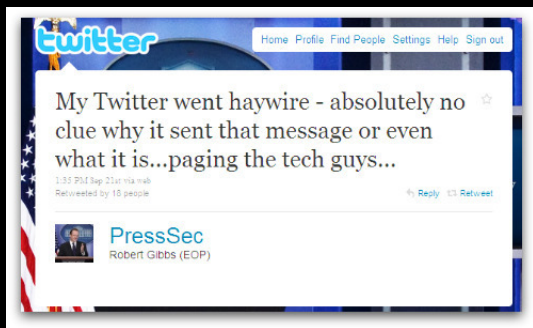 twitter
Home Profile Find People Settings Help Sign out
My Twitter went haywire - absolutely no
clue why it sent that message or even
what it is...paging the tech guys...
1:35 PM Sep 21st via web
Retweeted by 18 people
Reply Retweet
PressSec
Robert Gibbs (EOP)